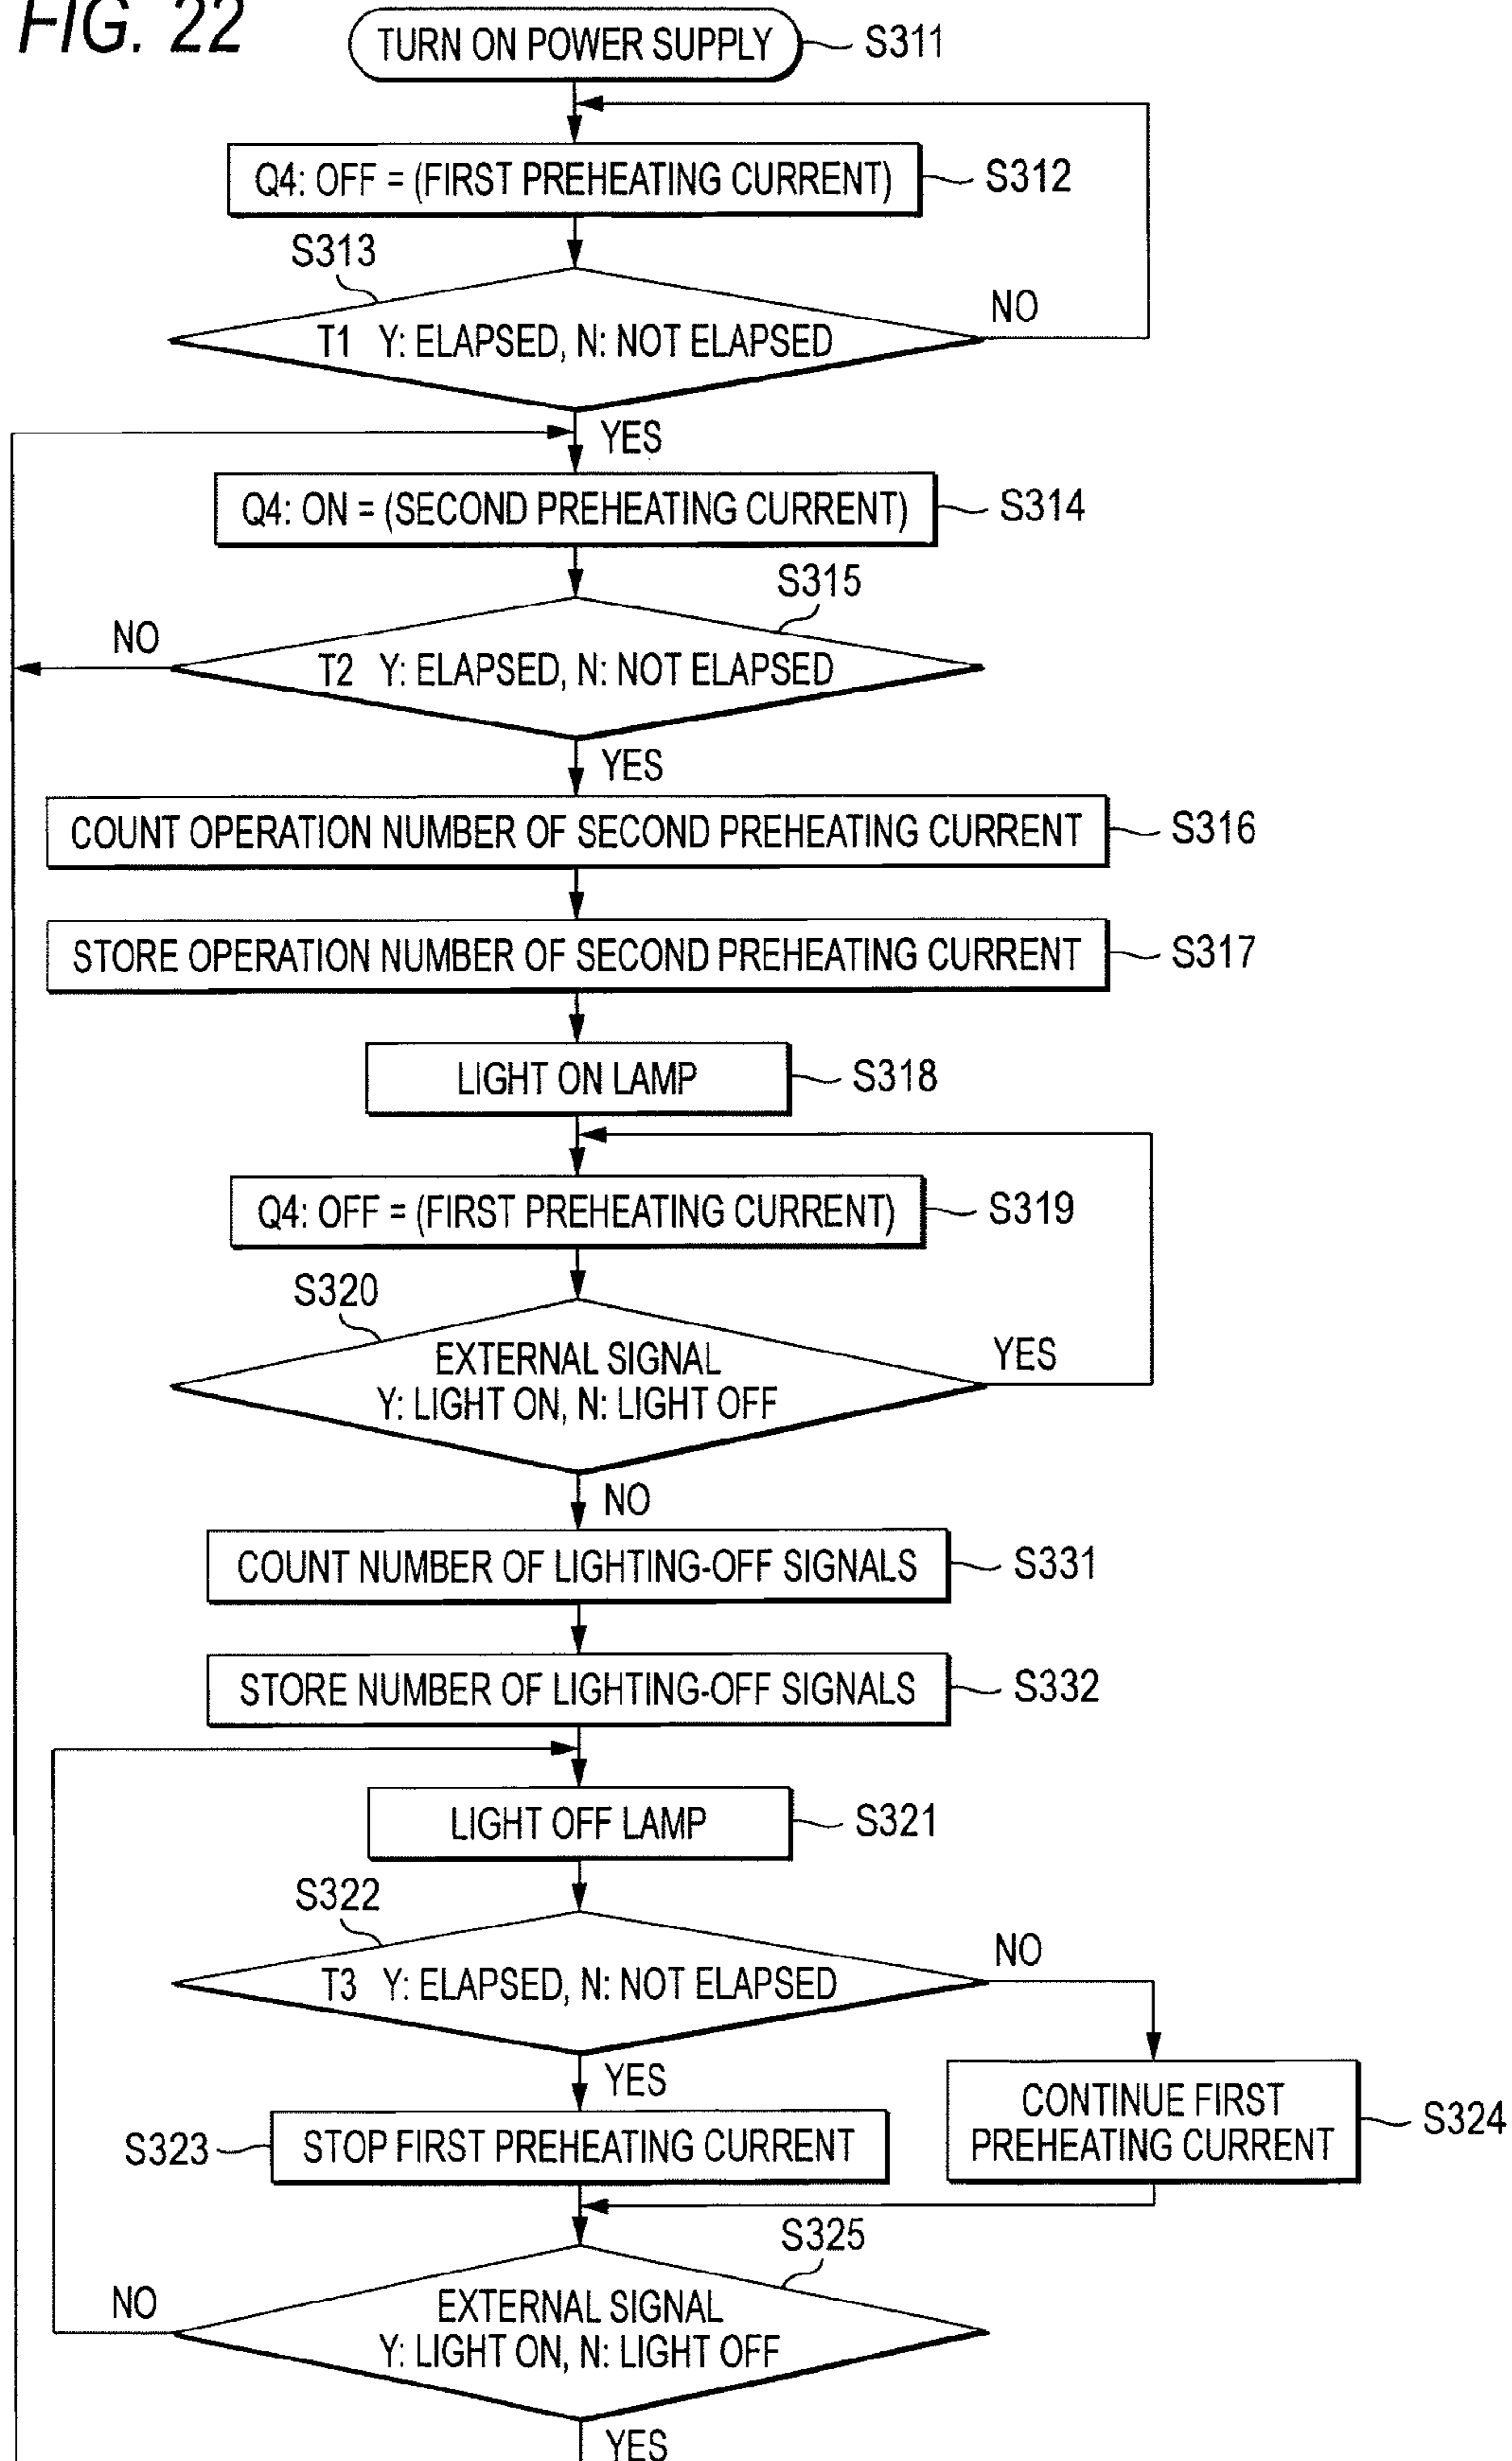 FIG. 22
TURN ON POWER SUPPLY
S311
Q4: OFF = (FIRST PREHEATING CURRENT)
S312
S313
T1 Y: ELAPSED, N: NOT ELAPSED
NO
YES
Q4: ON = (SECOND PREHEATING CURRENT)
S314
S315
NO
T2 Y: ELAPSED, N: NOT ELAPSED
YES
COUNT OPERATION NUMBER OF SECOND PREHEATING CURRENT
S316
STORE OPERATION NUMBER OF SECOND PREHEATING CURRENT
S317
LIGHT ON LAMP
S318
Q4: OFF = (FIRST PREHEATING CURRENT)
S319
S320
EXTERNAL SIGNAL
Y: LIGHT ON, N: LIGHT OFF
YES
NO
COUNT NUMBER OF LIGHTING-OFF SIGNALS
S331
STORE NUMBER OF LIGHTING-OFF SIGNALS
S332
LIGHT OFF LAMP
S321
S322
T3 Y: ELAPSED, N: NOT ELAPSED
NO
YES
CONTINUE FIRST
PREHEATING CURRENT
S324
S323
STOP FIRST PREHEATING CURRENT
S325
NO
EXTERNAL SIGNAL
Y: LIGHT ON, N: LIGHT OFF
YES